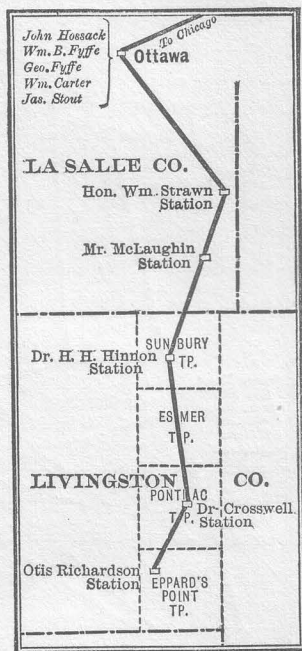 John Hossack
Wm. B. Fyffe
Geo. Fyffe
Wm. Carter
Jas. Stout
To Chicago
Ottawa
LA SALLE CO.
Hon. Wm. Strawn
Station
Mr. McLaughin
Station
SUNBURY
TP.
Dr. H. H. Hinnon
Station
ESMER
TP.
LIVINGSTON CO.
PONTIAC
TP.
Dr. Crosswell
Station
Otis Richardson
Station
EPPARD'S
POINT
TP.